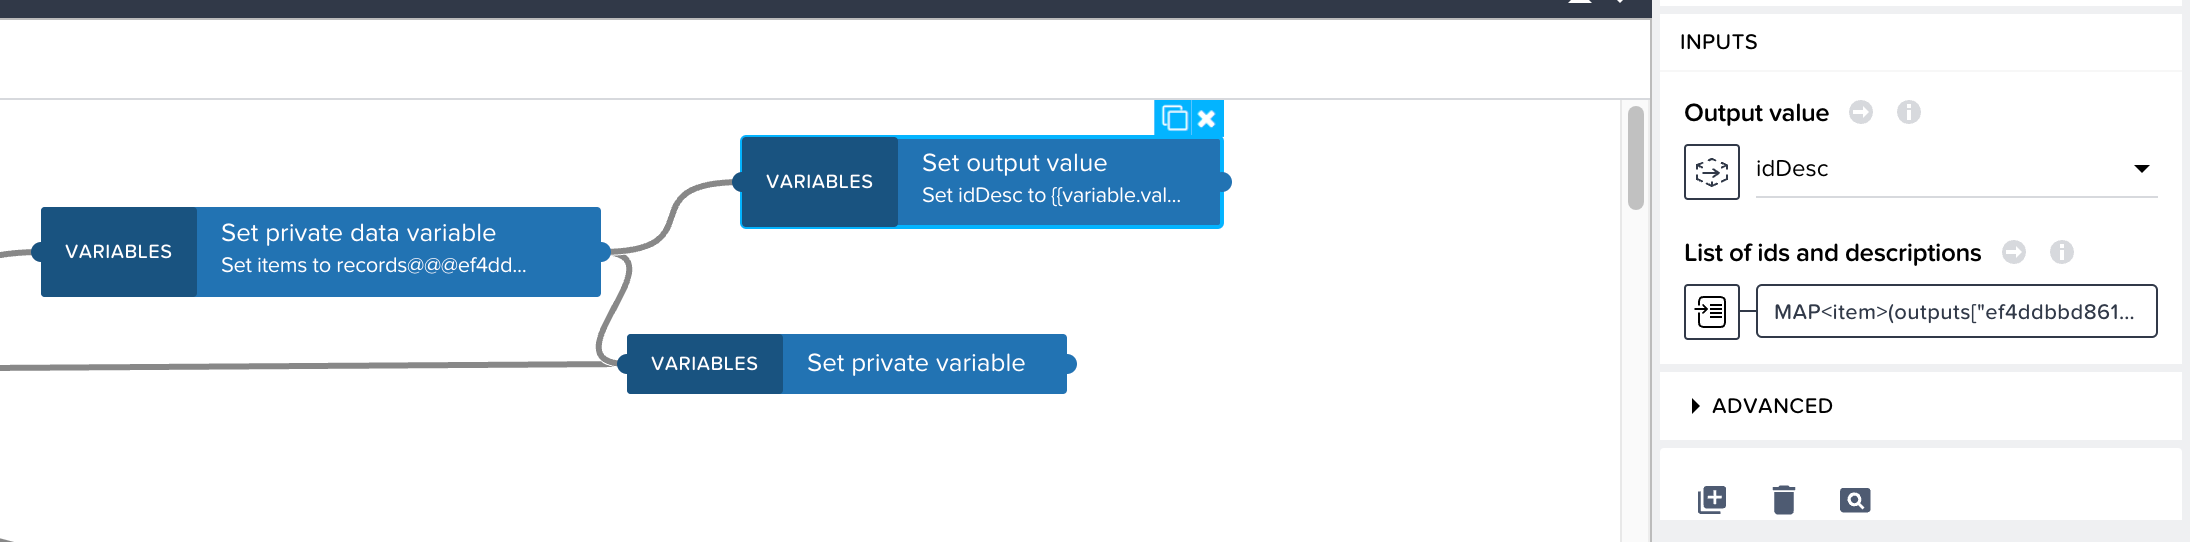 VARIABLES
Set output value
Set idDesc to {{variable.val...
VARIABLES
Set private data variable
Set items to records@@@ef4dd...
VARIABLES
Set private variable
INPUTS
Output value
idDesc
List of ids and descriptions
MAP<item>(outputs["ef4ddbbd861...
ADVANCED